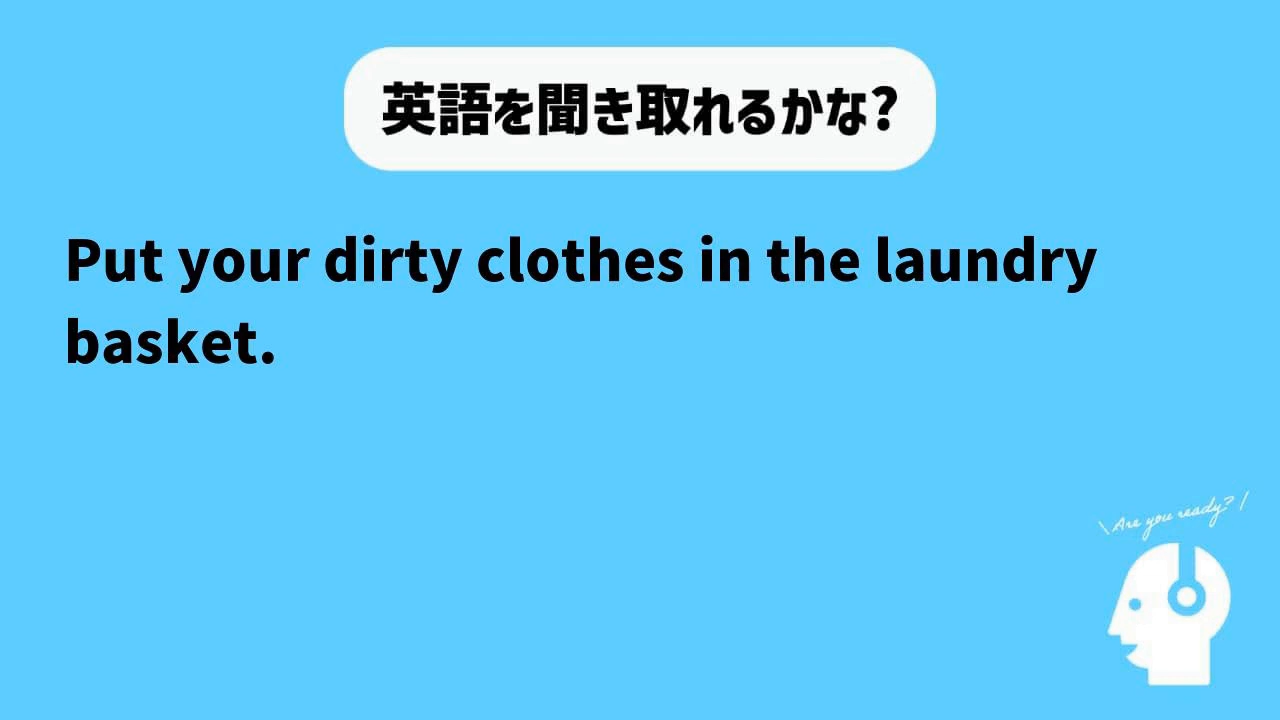 英語を聞き取れるかな?
Put your dirty clothes in the laundry
basket.
\ Are you ready? /